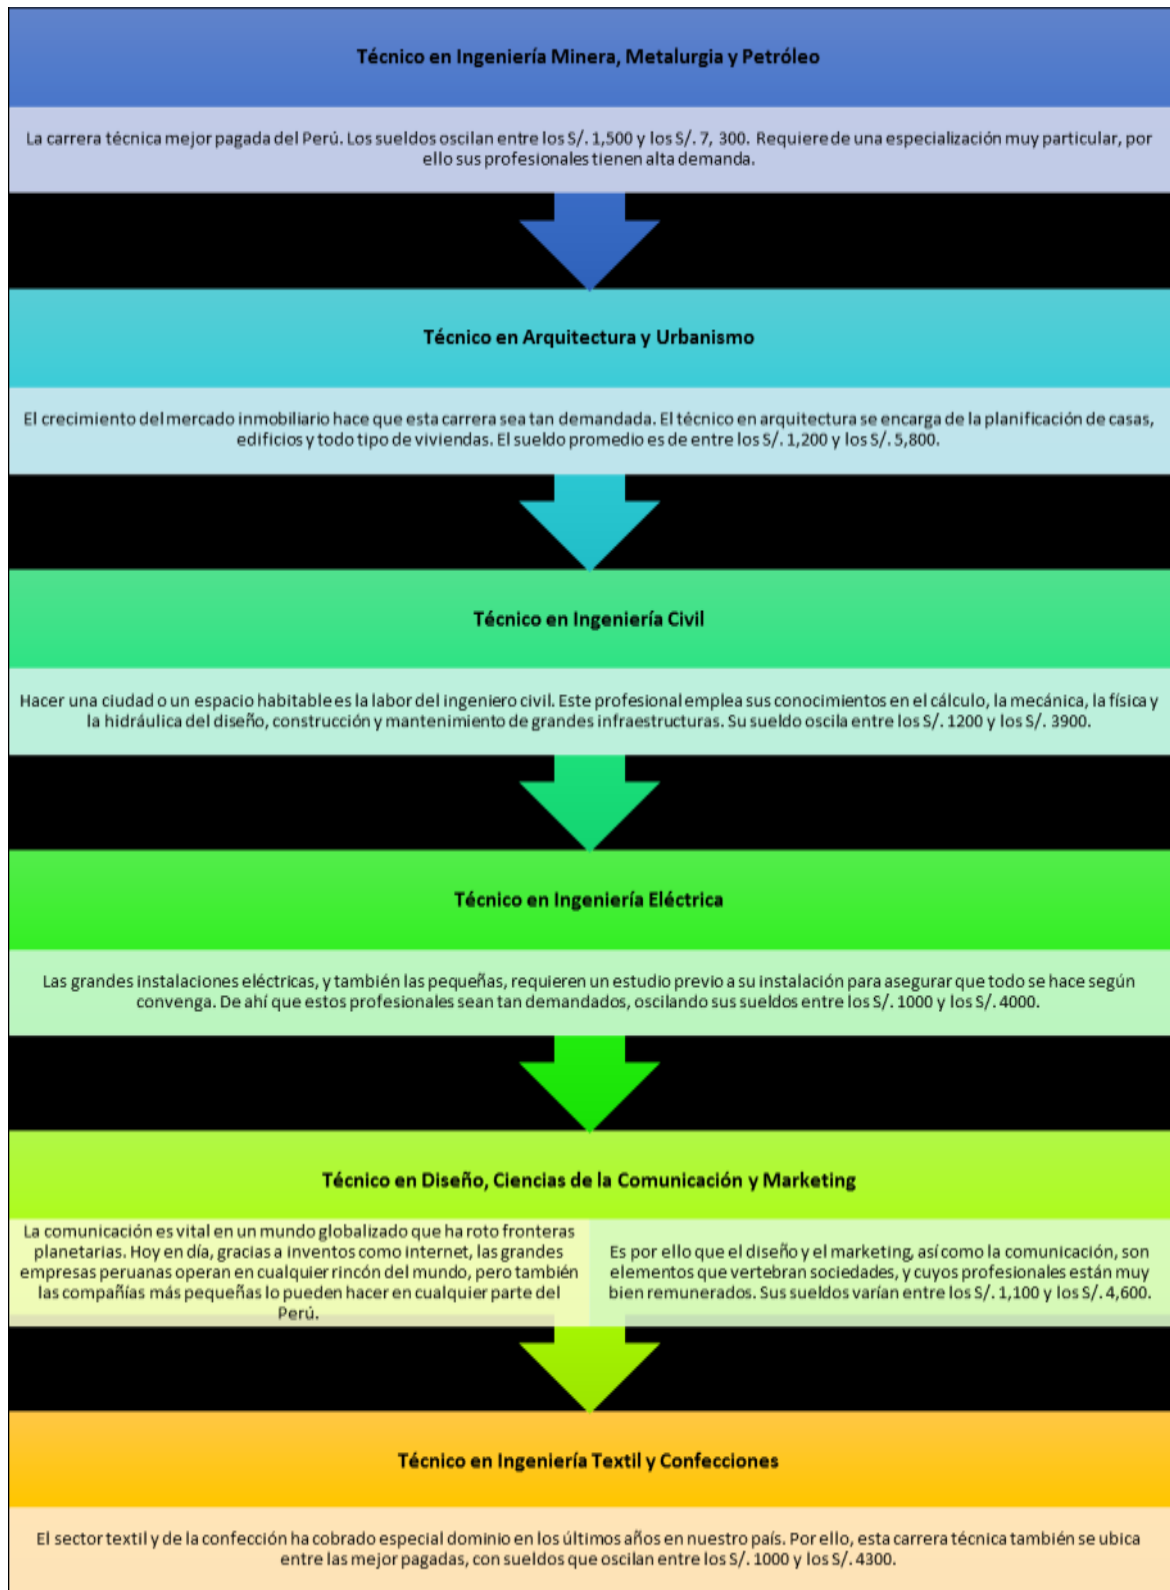 Técnico en Ingeniería Minera, Metalurgia y Petróleo
La carrera técnica mejor pagada del Perú. Los sueldos oscilan entre los S/. 1,500 y los S/. 7, 300. Requiere de una especialización muy particular, por
ello sus profesionales tienen alta demanda.
Técnico en Arquitectura y Urbanismo
El crecimiento del mercado inmobiliario hace que esta carrera sea tan demandada. El técnico en arquitectura se encarga de la planificación de casas,
edificios y todo tipo de viviendas. El sueldo promedio es de entre los S/. 1,200 y los S/. 5,800.
Técnico en Ingeniería Civil
Hacer una ciudad o un espacio habitable es la labor del ingeniero civil. Este profesional emplea sus conocimientos en el cálculo, la mecánica, la física y
la hidráulica del diseño, construcción y mantenimiento de grandes infraestructuras. Su sueldo oscila entre los S/. 1200 y los S/. 3900.
Técnico en Ingeniería Eléctrica
Las grandes instalaciones eléctricas, y también las pequeñas, requieren un estudio previo a su instalación para asegurar que todo se hace según
convenga. De ahí que estos profesionales sean tan demandados, oscilando sus sueldos entre los S/. 1000 y los S/. 4000.
Técnico en Diseño, Ciencias de la Comunicación y Marketing
La comunicación es vital en un mundo globalizado que ha roto fronteras
planetarias. Hoy en día, gracias a inventos como internet, las grandes
empresas peruanas operan en cualquier rincón del mundo, pero también
las compañías más pequeñas lo pueden hacer en cualquier parte del
Perú.
Es por ello que el diseño y el marketing, así como la comunicación, son
elementos que vertebran sociedades, y cuyos profesionales están muy
bien remunerados. Sus sueldos varían entre los S/. 1,100 y los S/. 4,600.
Técnico en Ingeniería Textil y Confecciones
El sector textil y de la confección ha cobrado especial dominio en los últimos años en nuestro país. Por ello, esta carrera técnica también se ubica
entre las mejor pagadas, con sueldos que oscilan entre los S/. 1000 y los S/. 4300.